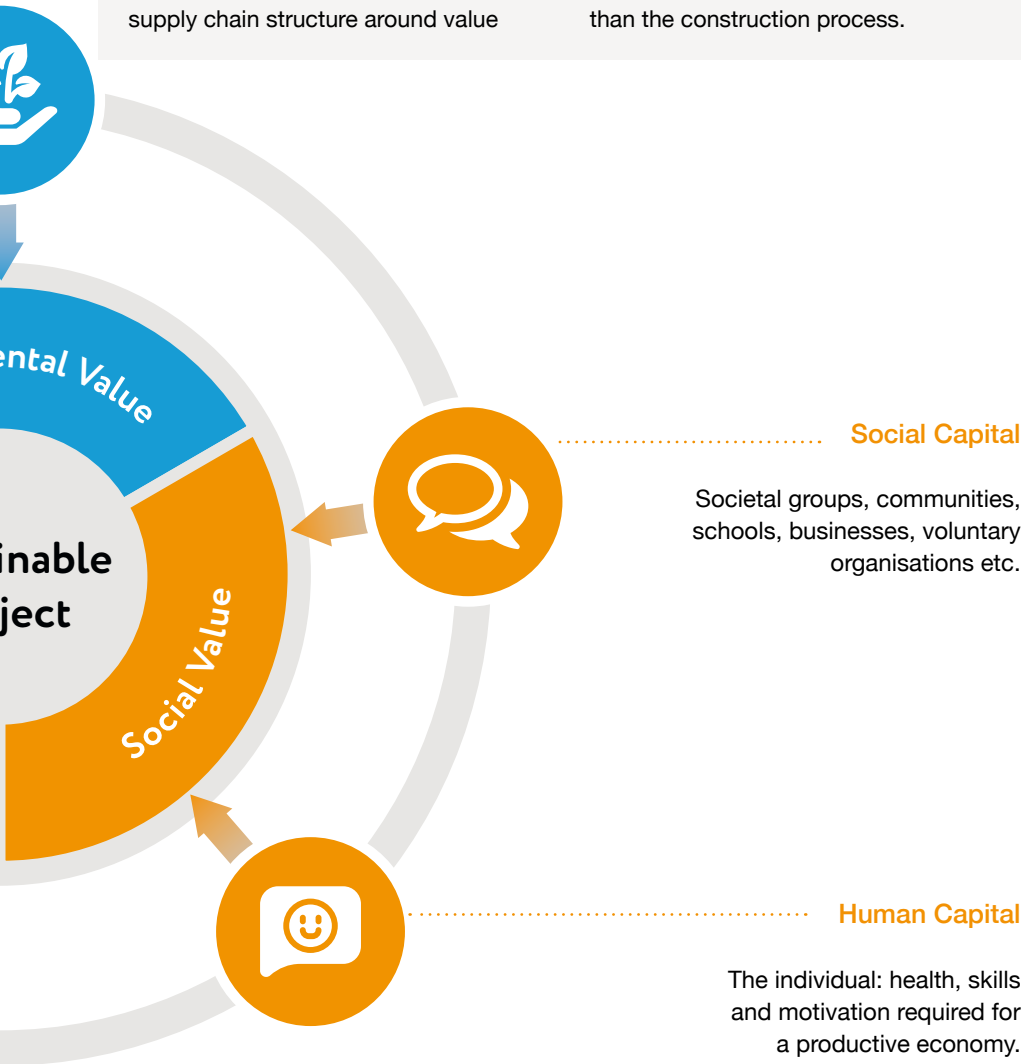 supply chain structure around value
than the construction process.
ental Value
Social Capital
Societal groups, communities,
schools, businesses, voluntary
organisations etc.
inable
ject
Social Value
Human Capital
The individual: health, skills
and motivation required for
a productive economy.